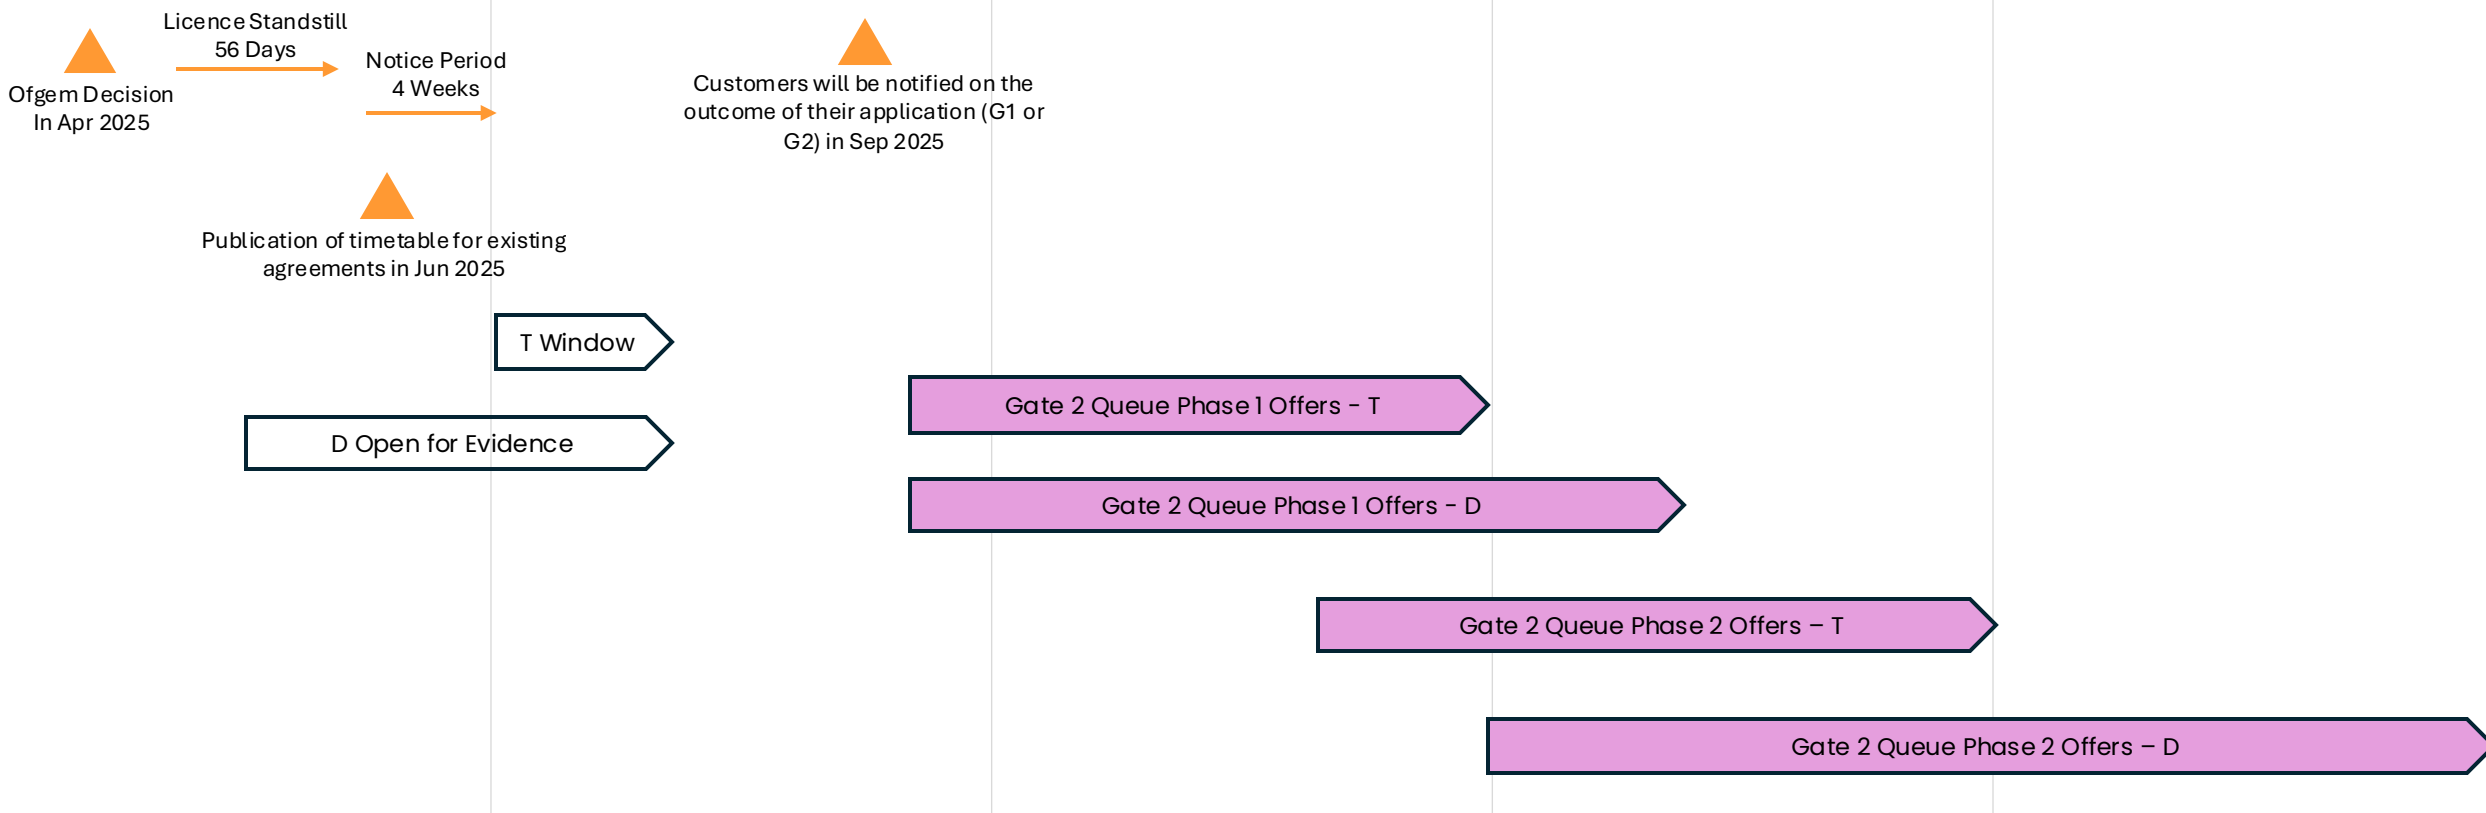 Licence Standstill
56 Days
Notice Period
4 Weeks
Ofgem Decision
In Apr 2025
Customers will be notified on the
outcome of their application (G1 or
G2) in Sep 2025
Publication of timetable for existing
agreements in Jun 2025
T Window
Gate 2 Queue Phase 1 Offers - T
D Open for Evidence
Gate 2 Queue Phase 1 Offers - D
Gate 2 Queue Phase 2 Offers – T
Gate 2 Queue Phase 2 Offers – D